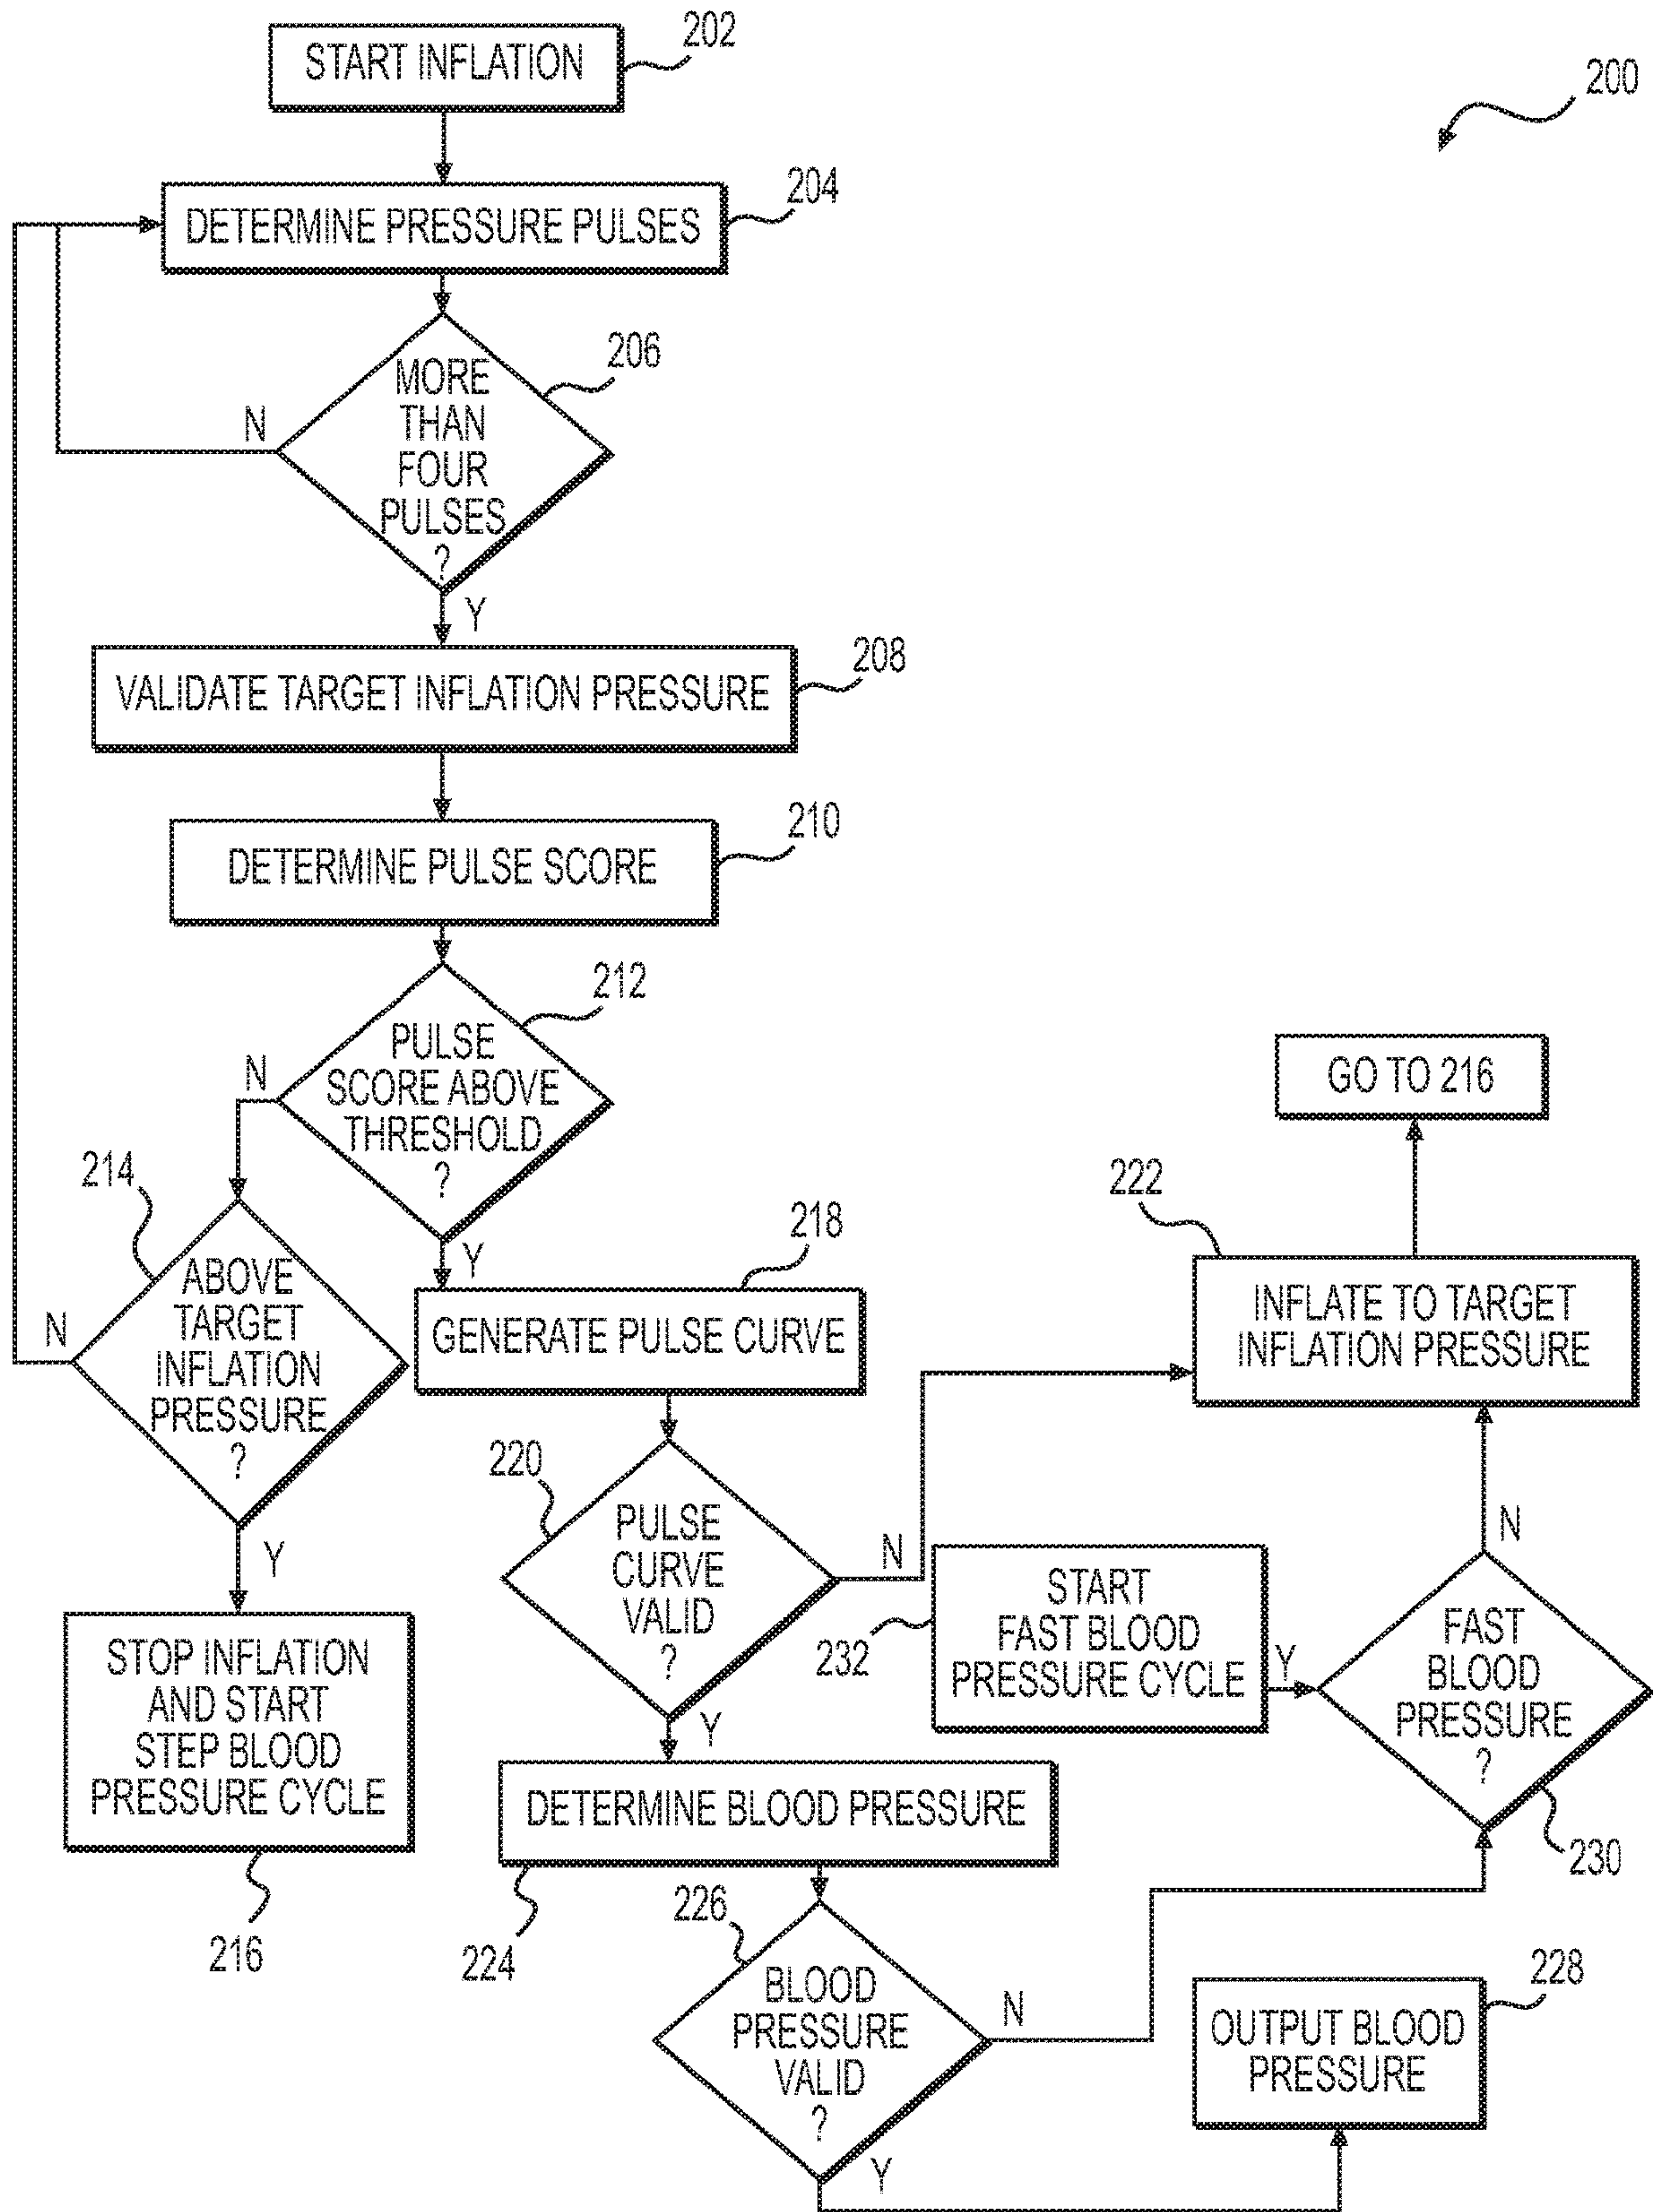 202
START INFLATION
200
204
DETERMINE PRESSURE PULSES
206
MORE
THAN
FOUR
PULSES
?
N
Y
208
VALIDATE TARGET INFLATION PRESSURE
210
DETERMINE PULSE SCORE
212
PULSE
SCORE ABOVE
THRESHOLD
?
N
Y
214
ABOVE
TARGET
INFLATION
PRESSURE
?
N
Y
STOP INFLATION
AND START
STEP BLOOD
PRESSURE CYCLE
216
218
GENERATE PULSE CURVE
220
PULSE
CURVE
VALID
?
N
Y
GO TO 216
222
INFLATE TO TARGET
INFLATION PRESSURE
N
START
FAST BLOOD
PRESSURE CYCLE
232
Y
FAST
BLOOD
PRESSURE
?
230
DETERMINE BLOOD PRESSURE
224
226
BLOOD
PRESSURE
VALID
?
N
Y
228
OUTPUT BLOOD
PRESSURE